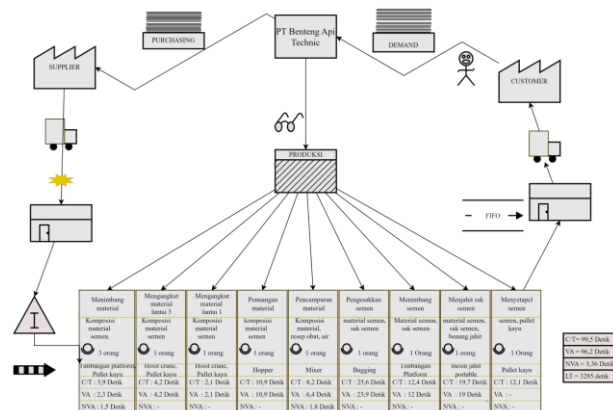 PURCHASING
PT Benteng Api
Technic
DEMAND
SUPPLIER
CUSTOMER
PRODUKSI
FIFO
I
Menimbang
material
Komposisi
material
semen.
3 orang
Timbangan platform,
Pallet kayu
C/T : 3,9 Detik
VA : 2,3 Detik
NVA : 1,5 Detik
Mengangkat
material
lantai 3
Komposisi
material
semen.
1 orang
Hoist crane,
Pallet kayu
C/T : 4,2 Detik
VA : 4,2 Detik
NVA : -
Mengangkat
material
lantai 1
Komposisi
material
semen.
1 orang
Hoist crane,
Pallet kayu
C/T : 2,1 Detik
VA : 2,1 Detik
NVA : -
Penuangan
material
komposisi
material
semen
1 orang
Hopper
C/T : 10,9 Detik
VA : 10,9 Detik
NVA : -
Pencampuran
material
Komposisi
material,
resep obat, air
1 orang
Mixer
C/T : 8,2 Detik
VA : 6,4 Detik
NVA : 1,8 Detik
Pengesakkan
semen
material
semen, sak
semen
1 orang
Bagging
C/T : 25,6 Detik
VA : 23,9 Detik
NVA : -
Menimbang
semen
Material
semen, sak
semen
1 Orang
Timbangan
Platform
C/T : 12,4 Detik
VA : 12 Detik
NVA : -
Menjahit sak
semen
material semen,
sak semen,
benang jahit
1 Orang
mesin jahit
portable
C/T : 19,7 Detik
VA : 19 Detik
NVA : -
Menyetapel
semen
semen, pallet
kayu
1 Orang
Pallet kayu
C/T : 12,1 Detik
VA : -
NVA : -
C/T= 99,5 Detik
VA = 96,2 Detik
NVA = 3,36 Detik
LT = 3285 detik